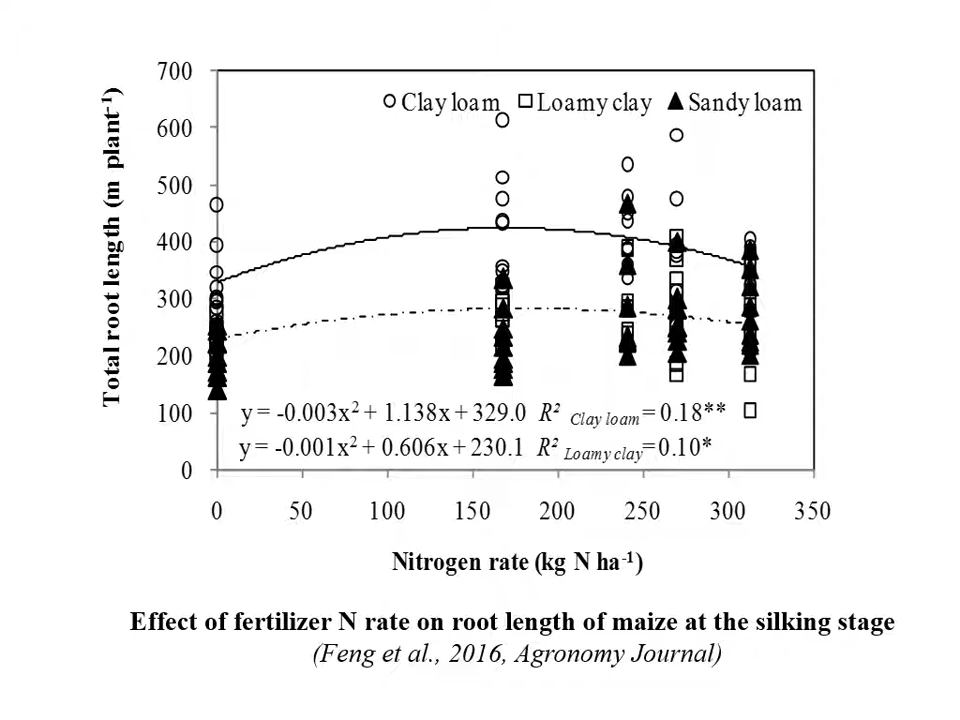 700
600
500
400
300
200
100
0
Total root length (m plant-1)
Clay loam Loamy clay Sandy loam
y = -0.003x² + 1.138x + 329.0 R² Clay loam = 0.18**
y = -0.001x² + 0.606x + 230.1 R² Loamy clay = 0.10*
0 50 100 150 200 250 300 350
Nitrogen rate (kg N ha-1)
Effect of fertilizer N rate on root length of maize at the silking stage
(Feng et al., 2016, Agronomy Journal)